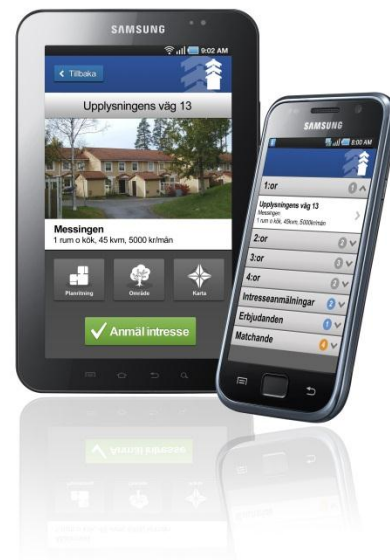 SAMSUNG
9:02 AM
Tillbaka
Upplysningens väg 13
Messingen
1 rum o kök, 45 kvm, 5000 kr/mån
Planritning
Område
Karta
Anmäl intresse
SAMSUNG
8:00 AM
1:or
Upplysningens väg 13
Messingen
1 rum o kök, 45kvm, 5000kr/mån
2:or
3:or
4:or
Intresseanmälningar
Erbjudanden
Matchande